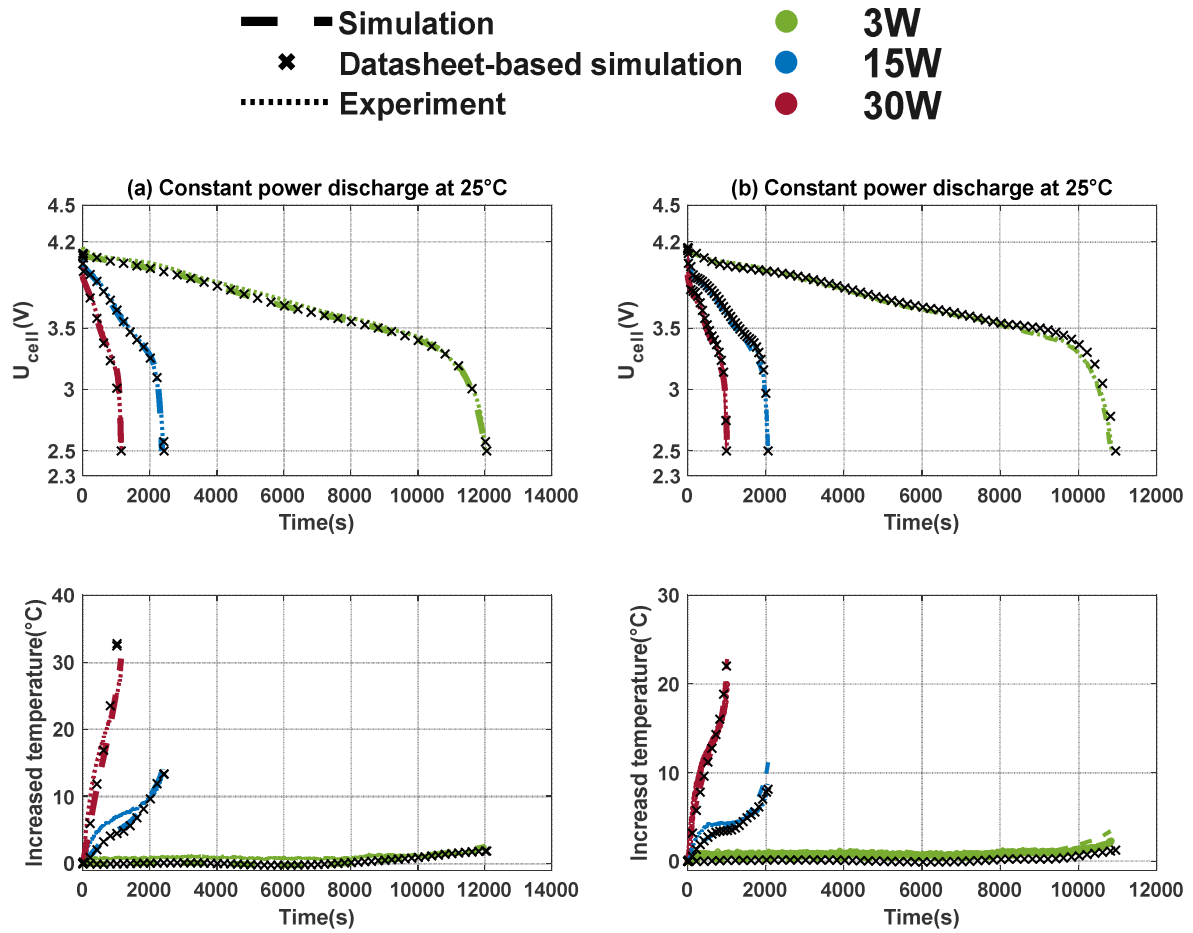 Simulation
3W
Datasheet-based simulation
15W
Experiment
30W
(a) Constant power discharge at 25°C
4.5
4.2
3.5
3
2.5
2.3
U_cell(V)
0 2000 4000 6000 8000 10000 12000 14000
Time(s)
(b) Constant power discharge at 25°C
4.5
4.2
3.5
3
2.5
2.3
U_cell(V)
0 2000 4000 6000 8000 10000 12000
Time(s)
40
30
20
10
0
Increased temperature(°C)
0 2000 4000 6000 8000 10000 12000 14000
Time(s)
30
20
10
0
Increased temperature(°C)
0 2000 4000 6000 8000 10000 12000
Time(s)